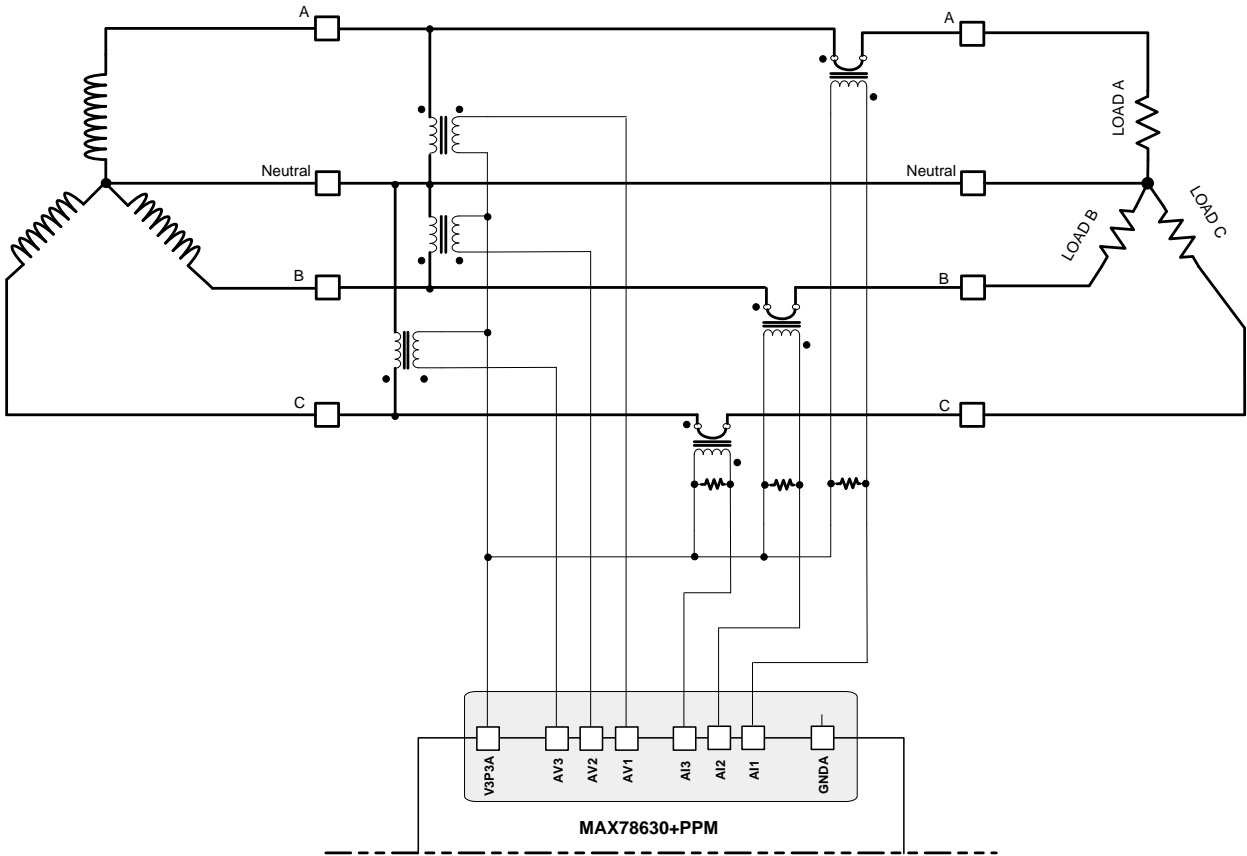 A
A
LOAD A
Neutral
Neutral
LOAD B
LOAD C
B
B
C
C
V3P3A
AV3
AV2
AV1
AI3
AI2
AI1
GNDA
MAX78630+PPM